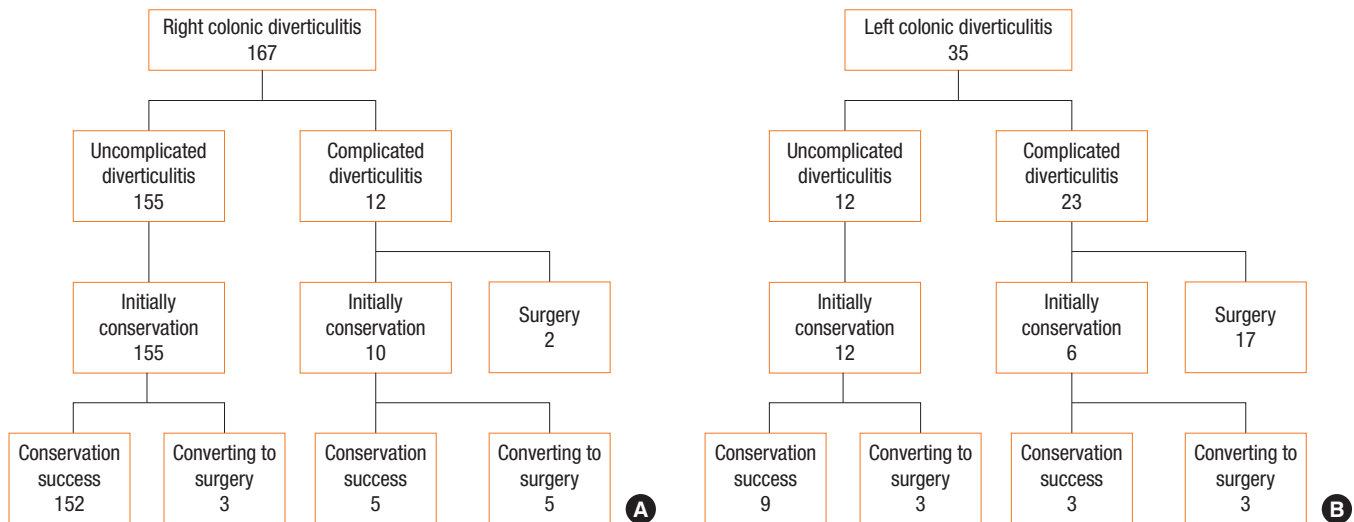 Right colonic diverticulitis
167
Uncomplicated
diverticulitis
155
Complicated
diverticulitis
12
Initially
conservation
155
Initially
conservation
10
Surgery
2
Conservation
success
152
Converting to
surgery
3
Conservation
success
5
Converting to
surgery
5
A
Left colonic diverticulitis
35
Uncomplicated
diverticulitis
12
Complicated
diverticulitis
23
Initially
conservation
12
Initially
conservation
6
Surgery
17
Conservation
success
9
Converting to
surgery
3
Conservation
success
3
Converting to
surgery
3
B